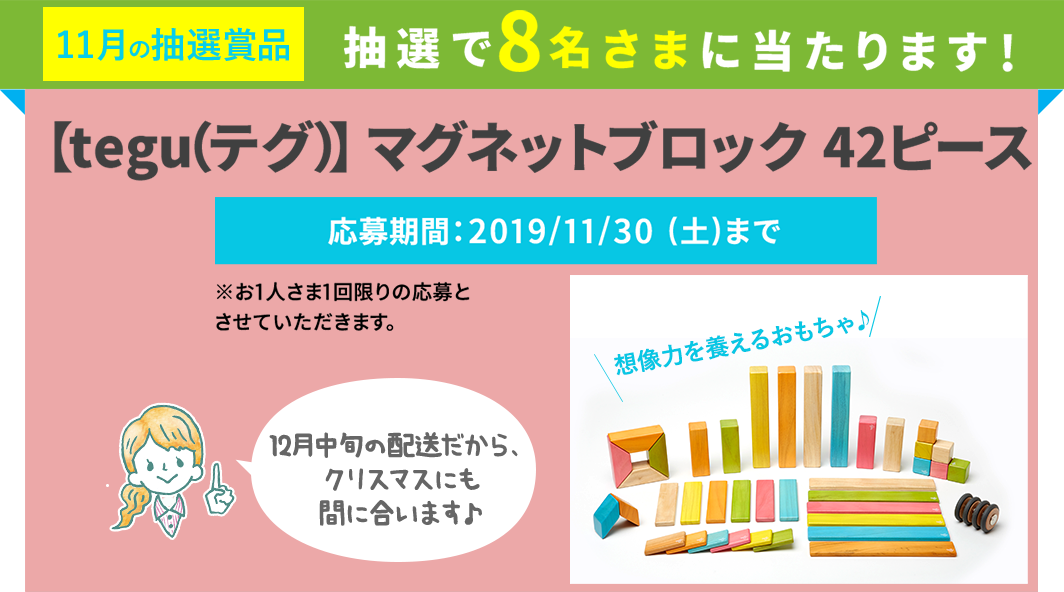 11月の抽選賞品
抽選で8名さまに当たります!
【tegu(テグ)】マグネットブロック 42ピース
応募期間：2019/11/30 (土)まで
※お1人さま1回限りの応募と
させていただきます。
想像力を養えるおもちゃ♪
12月中旬の配送だから、
クリスマスにも
間に合います♪